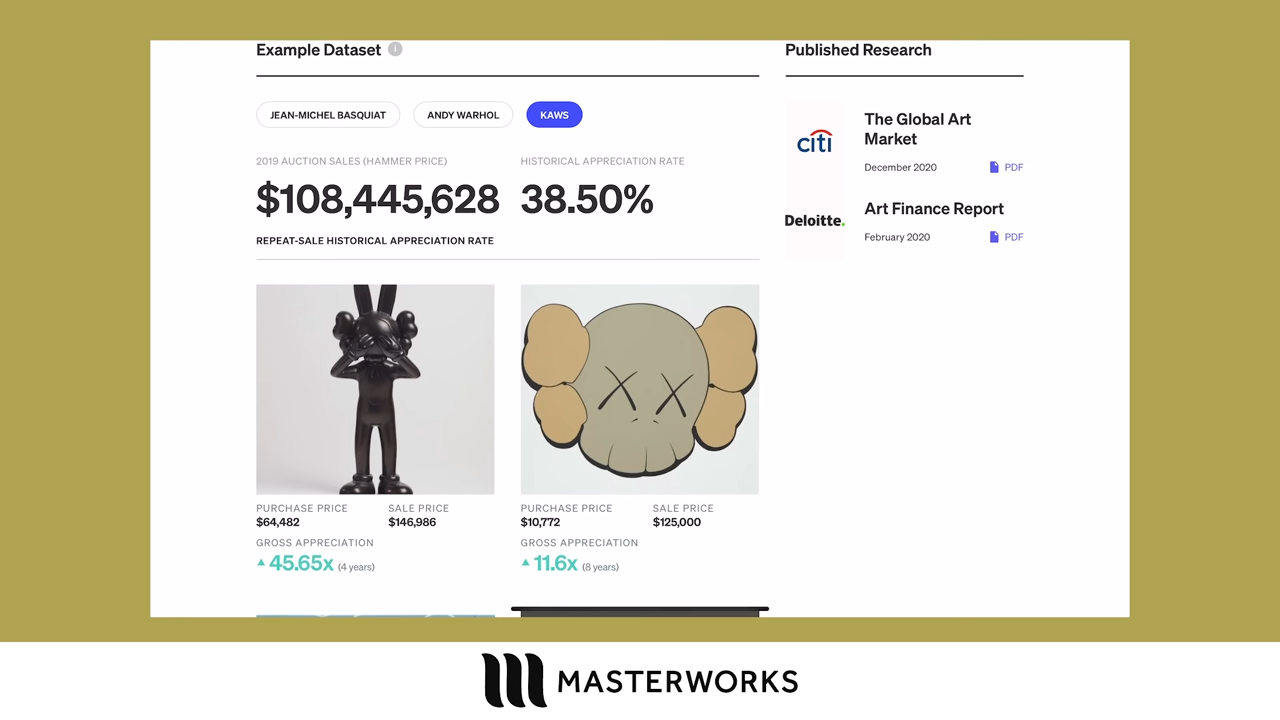 Example Dataset i
Published Research
JEAN-MICHEL BASQUIAT ANDY WARHOL KAWS
2019 AUCTION SALES (HAMMER PRICE)
$108,445,628
HISTORICAL APPRECIATION RATE
38.50%
REPEAT-SALE HISTORICAL APPRECIATION RATE
citi
The Global Art
Market
December 2020 PDF
Deloitte.
Art Finance Report
February 2020 PDF
PURCHASE PRICE SALE PRICE
$64,482 $146,986
GROSS APPRECIATION
45.65x (4 years)
PURCHASE PRICE SALE PRICE
$10,772 $125,000
GROSS APPRECIATION
11.6x (8 years)
MASTERWORKS